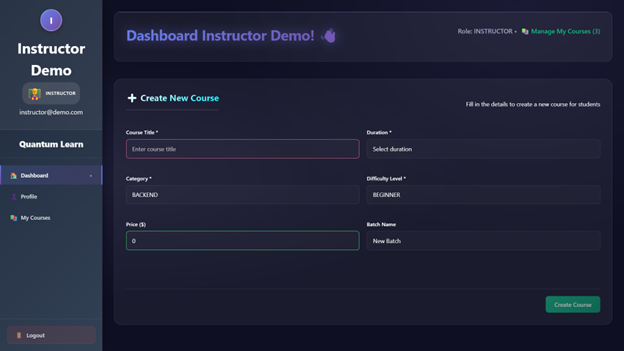 I
Instructor
Demo
INSTRUCTOR
instructor@demo.com
Quantum Learn
Dashboard
Profile
My Courses
Logout
Dashboard Instructor Demo!
Role: INSTRUCTOR • Manage My Courses (3)
Create New Course
Fill in the details to create a new course for students
Course Title *
Enter course title
Duration *
Select duration
Category *
BACKEND
Difficulty Level *
BEGINNER
Price ($)
0
Batch Name
New Batch
Create Course